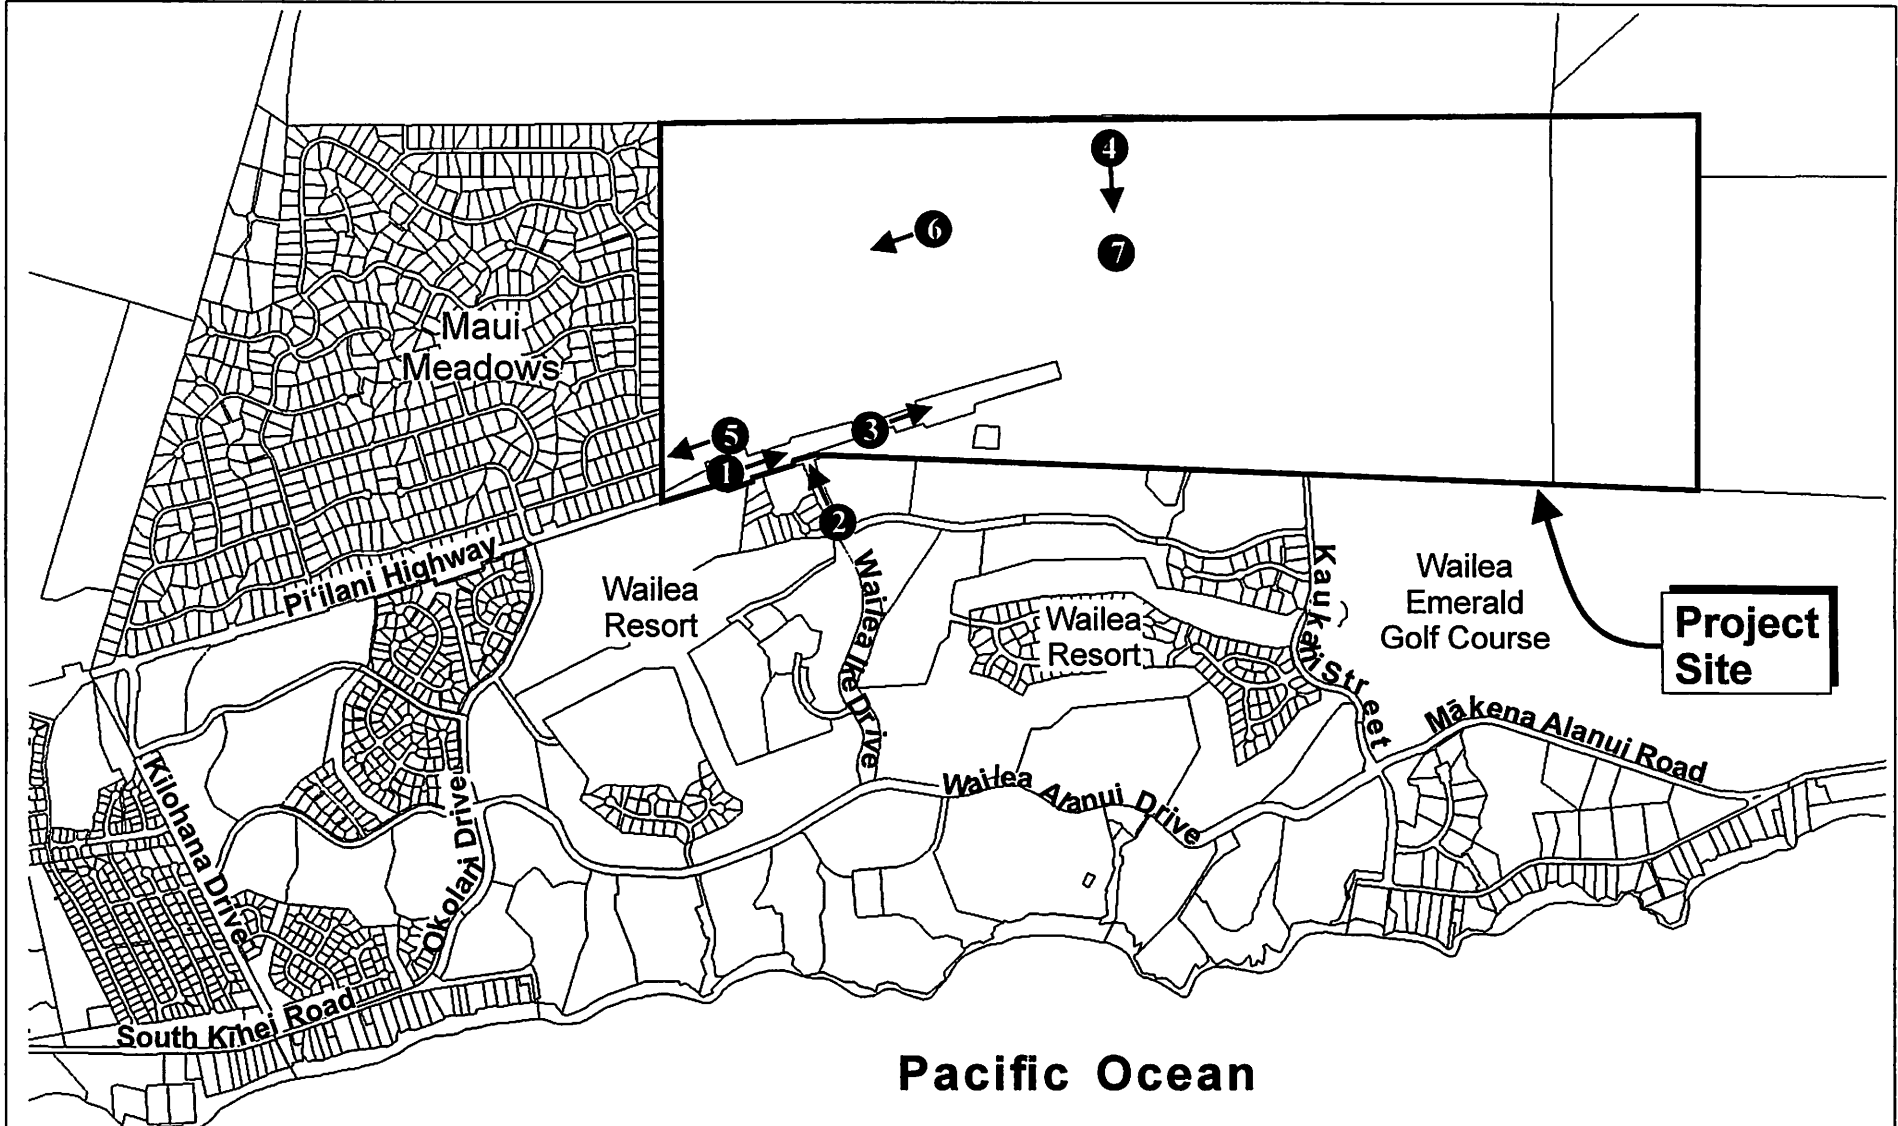 4
6
7
Maui
Meadows
5
3
1
2
Pi'ilani Highway
Wailea
Resort
Wailea Ike Drive
Wailea
Resort
Kaukahi Street
Wailea
Emerald
Golf Course
Project
Site
Mākena Alanui Road
Kilohana Drive
Okolani Drive
Wailea Alanui Drive
South Kīhei Road
Pacific Ocean